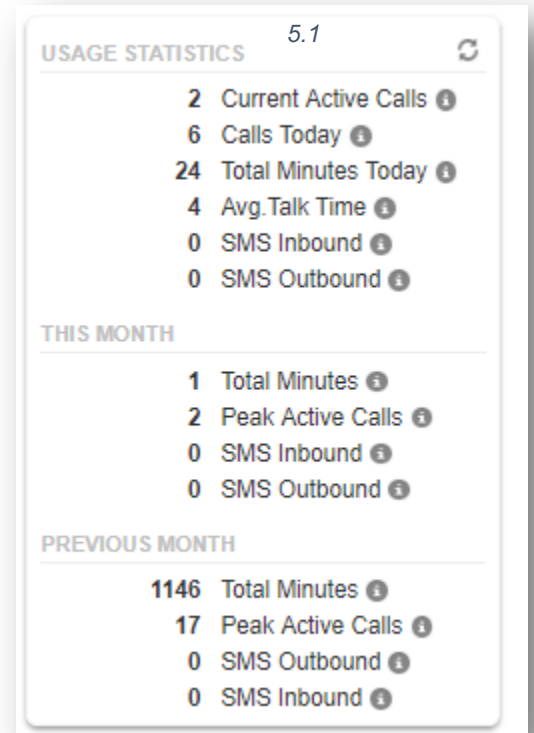 5.1
USAGE STATISTICS
2 Current Active Calls
6 Calls Today
24 Total Minutes Today
4 Avg.Talk Time
0 SMS Inbound
0 SMS Outbound
THIS MONTH
1 Total Minutes
2 Peak Active Calls
0 SMS Inbound
0 SMS Outbound
PREVIOUS MONTH
1146 Total Minutes
17 Peak Active Calls
0 SMS Outbound
0 SMS Inbound